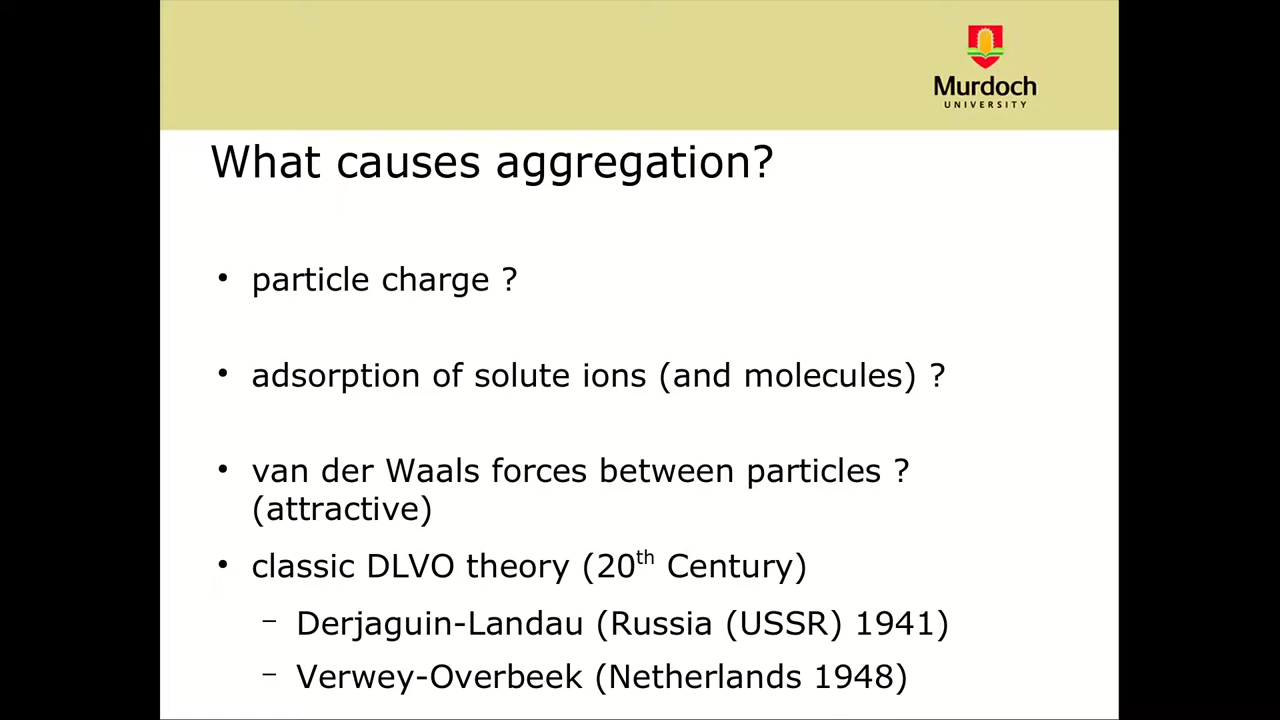 Murdoch
UNIVERSITY
What causes aggregation?
• particle charge ?
• adsorption of solute ions (and molecules) ?
• van der Waals forces between particles ?
(attractive)
• classic DLVO theory (20th Century)
– Derjaguin-Landau (Russia (USSR) 1941)
– Verwey-Overbeek (Netherlands 1948)